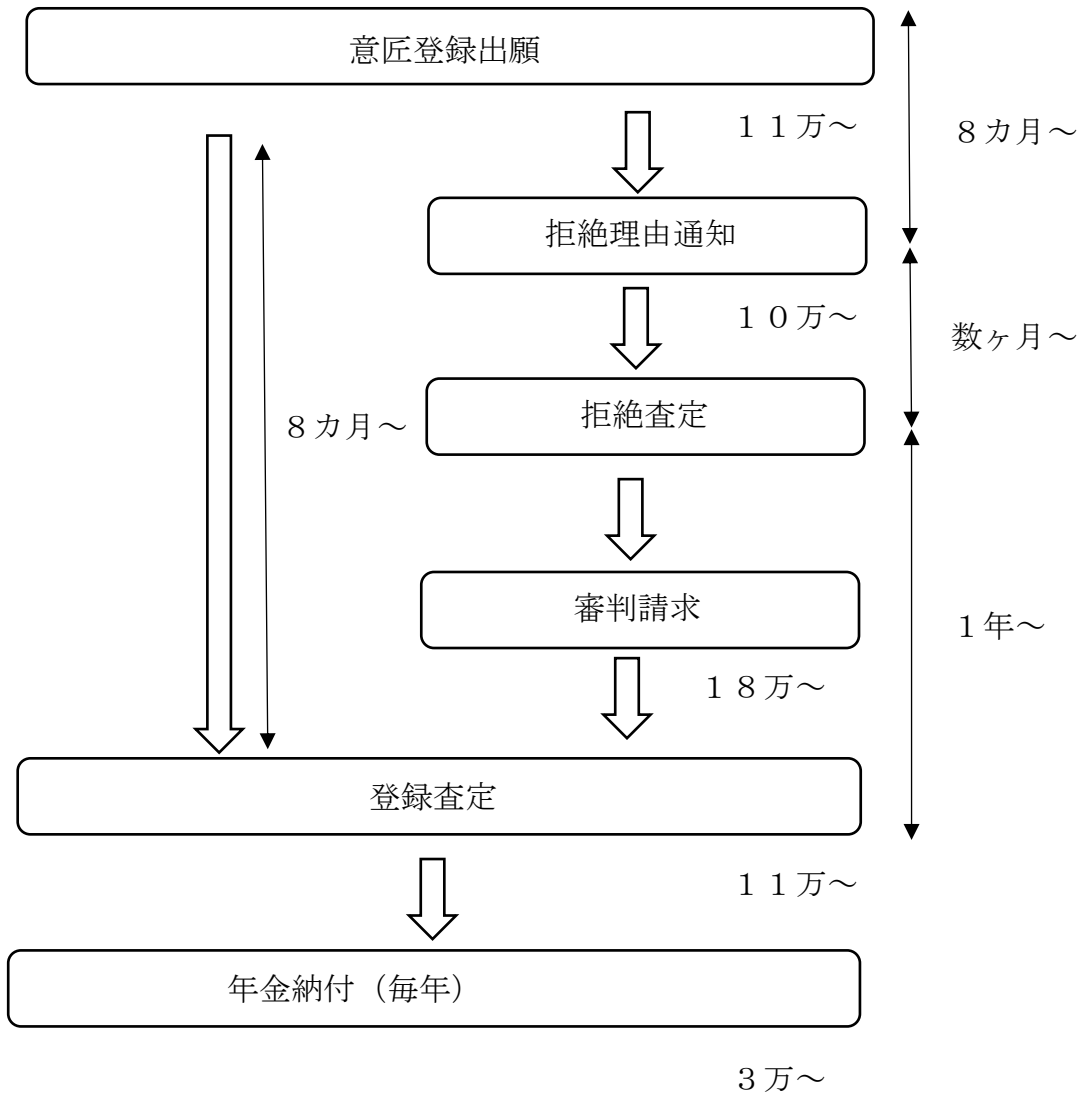 意匠登録出願
１１万～
８カ月～
拒絶理由通知
１０万～
数ヶ月～
拒絶査定
８カ月～
審判請求
１年～
１８万～
登録査定
１１万～
年金納付（毎年）
３万～